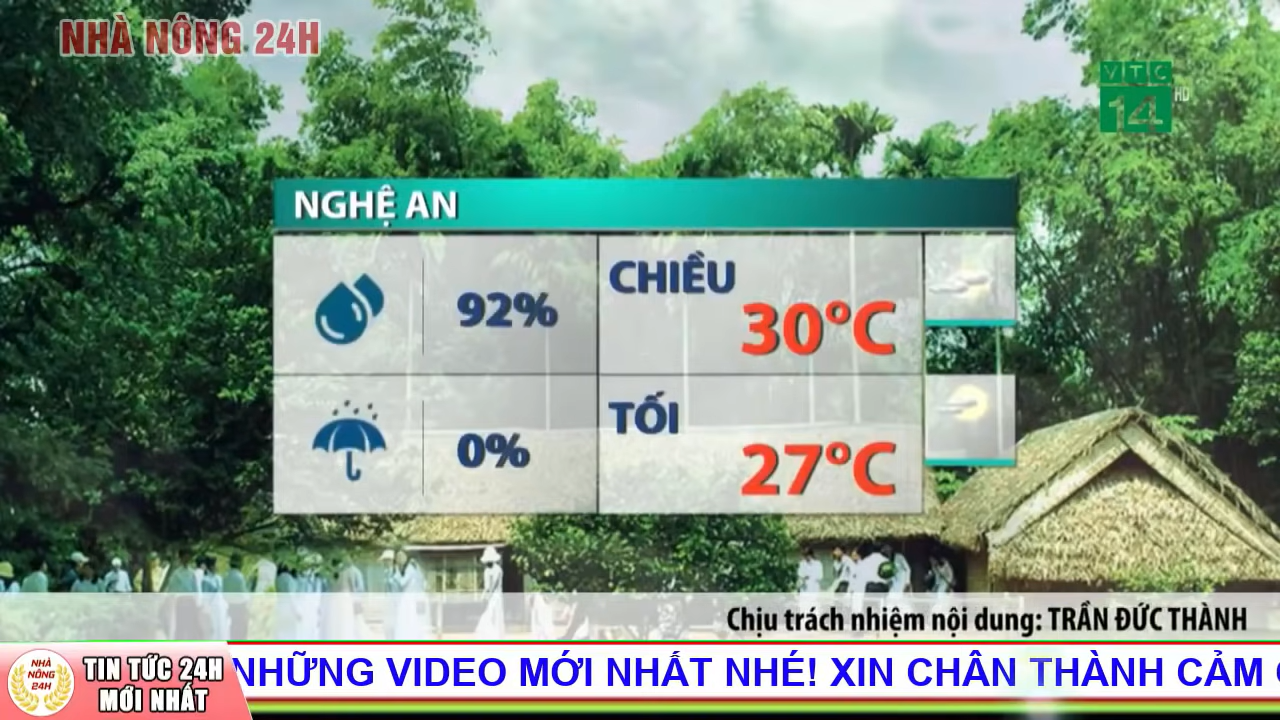 NHÀ NÔNG 24H
VTC
14
HD
NGHỆ AN
92%
CHIỀU
30°C
0%
TỐI
27°C
Chịu trách nhiệm nội dung: TRẦN ĐỨC THÀNH
NHÀ
NÔNG
24H
TIN TỨC 24H
MỚI NHẤT
NHỮNG VIDEO MỚI NHẤT NHÉ! XIN CHÂN THÀNH CẢM